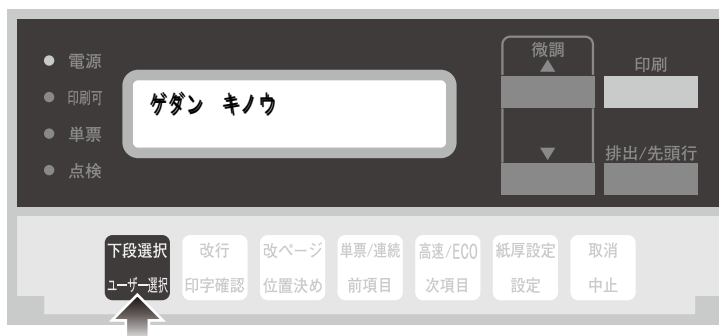 電源
印刷可
単票
点検
ゲダン キノウ
微調
▲
▼
印刷
排出/先頭行
下段選択 改行 改ページ 単票/連続 高速/ECO 紙厚設定 取消
ユーザー選択 印字確認 位置決め 前項目 次項目 設定 中止